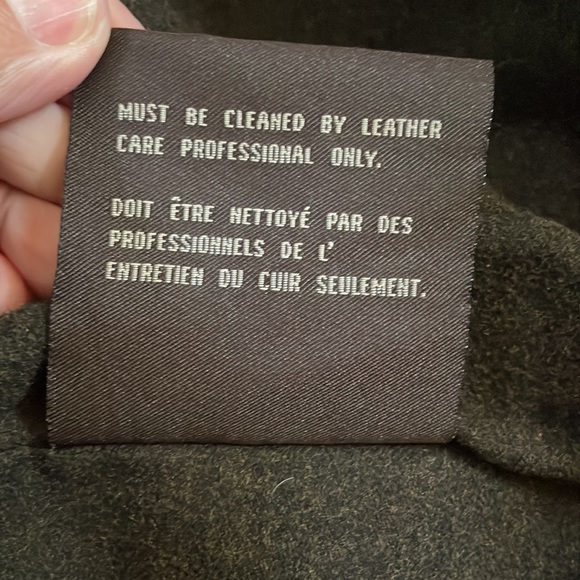 MUST BE CLEANED BY LEATHER
CARE PROFESSIONAL ONLY.
DOIT ÊTRE NETTOYÉ PAR DES
PROFESSIONNELS DE L'
ENTRETIEN DU CUIR SEULEMENT.